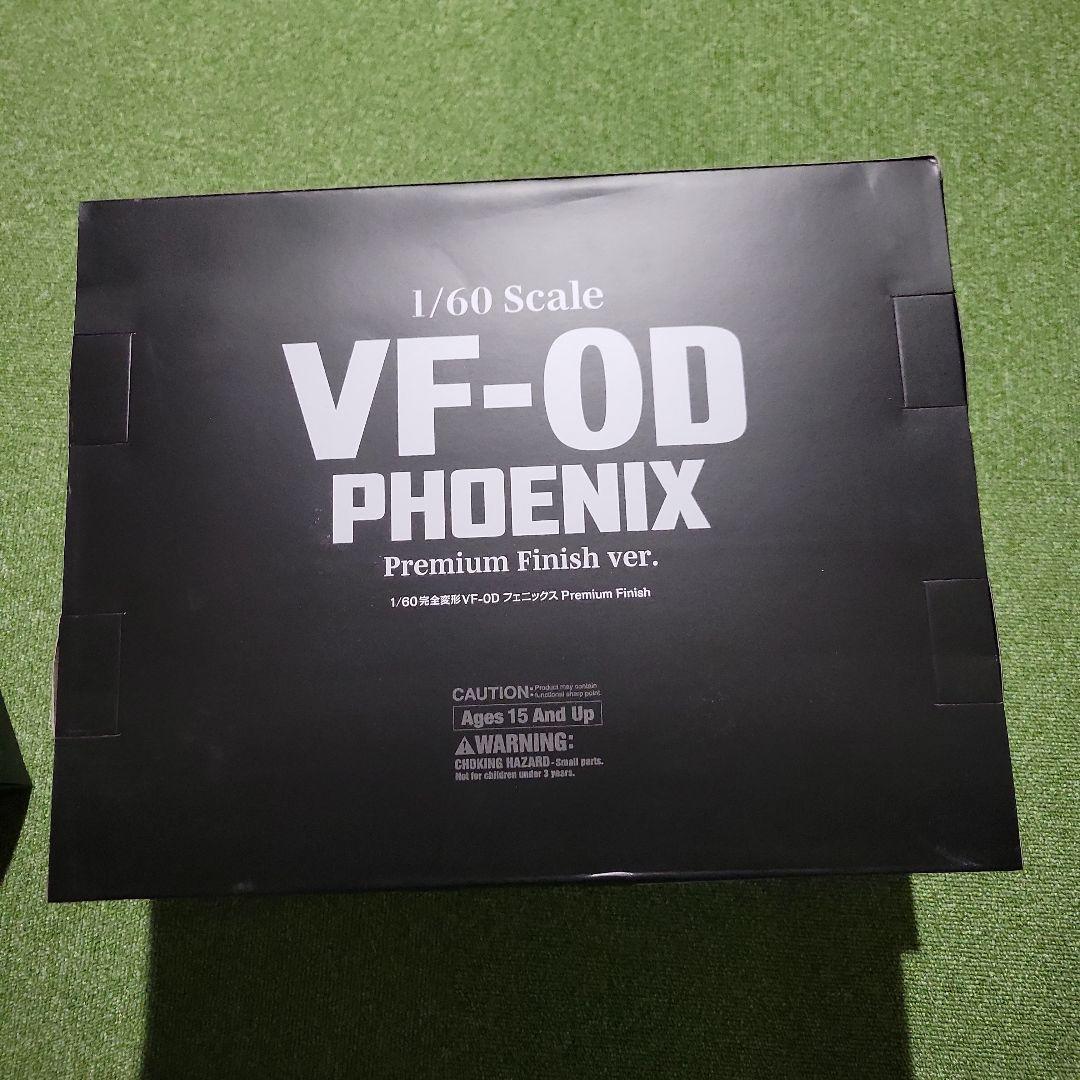 1/60 Scale
VF-0D
PHOENIX
Premium Finish ver.
1/60完全変形VF-0D フェニックス Premium Finish
CAUTION: Product may contain
functional sharp point.
Ages 15 And Up
⚠WARNING:
CHOKING HAZARD-Small parts.
Not for children under 3 years.